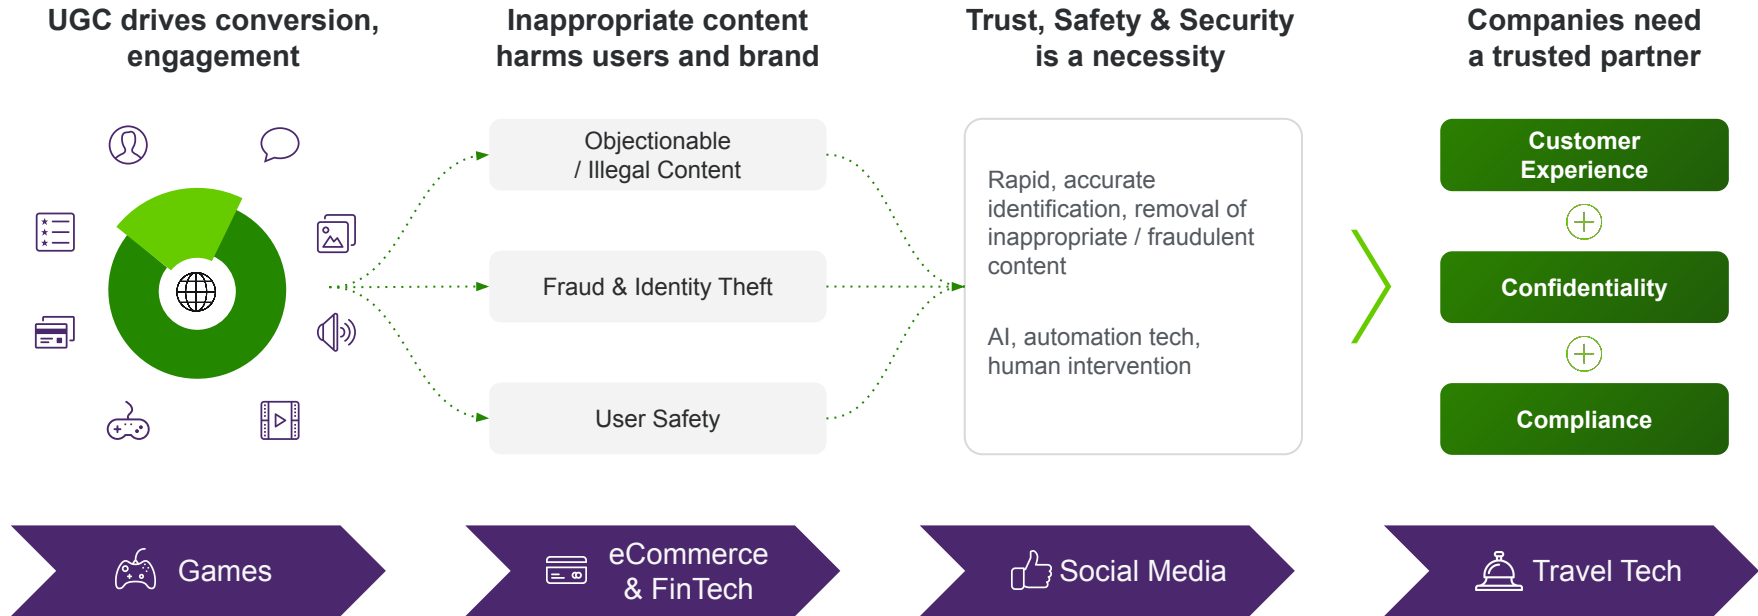 UGC drives conversion,
engagement
Inappropriate content
harms users and brand
Trust, Safety & Security
is a necessity
Companies need
a trusted partner
Objectionable
/ Illegal Content
Fraud & Identity Theft
User Safety
Rapid, accurate
identification, removal of
inappropriate / fraudulent
content
AI, automation tech,
human intervention
Customer
Experience
Confidentiality
Compliance
Games
eCommerce
& FinTech
Social Media
Travel Tech